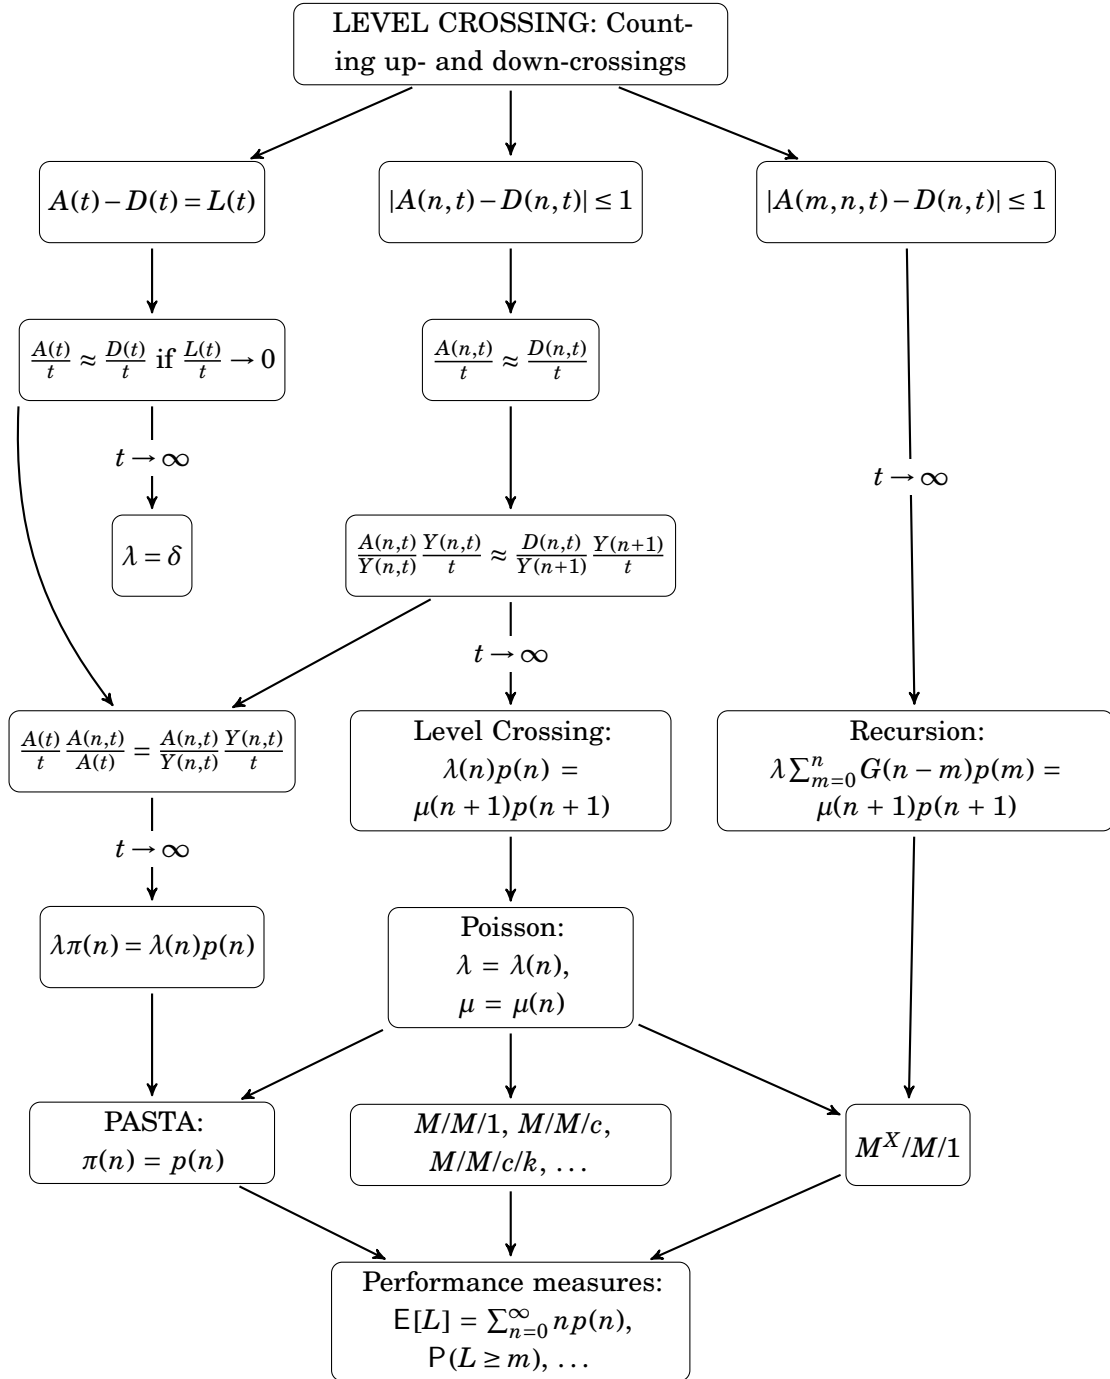 LEVEL CROSSING: Count-
ing up- and down-crossings
A(t) − D(t) = L(t)
|A(n,t) − D(n,t)| ≤ 1
|A(m,n,t) − D(n,t)| ≤ 1
A(t)/t ≈ D(t)/t if L(t)/t → 0
A(n,t)/t ≈ D(n,t)/t
t → ∞
t → ∞
λ = δ
A(n,t)/Y(n,t) Y(n,t)/t ≈ D(n,t)/Y(n+1) Y(n+1)/t
t → ∞
A(t)/t A(n,t)/A(t) = A(n,t)/Y(n,t) Y(n,t)/t
Level Crossing:
λ(n)p(n) =
μ(n + 1)p(n + 1)
Recursion:
λ∑_{m=0}^{n} G(n − m)p(m) =
μ(n + 1)p(n + 1)
t → ∞
λπ(n) = λ(n)p(n)
Poisson:
λ = λ(n),
μ = μ(n)
PASTA:
π(n) = p(n)
M/M/1, M/M/c,
M/M/c/k, …
M^X/M/1
Performance measures:
E[L] = ∑_{n=0}^{∞} np(n),
P(L ≥ m), …